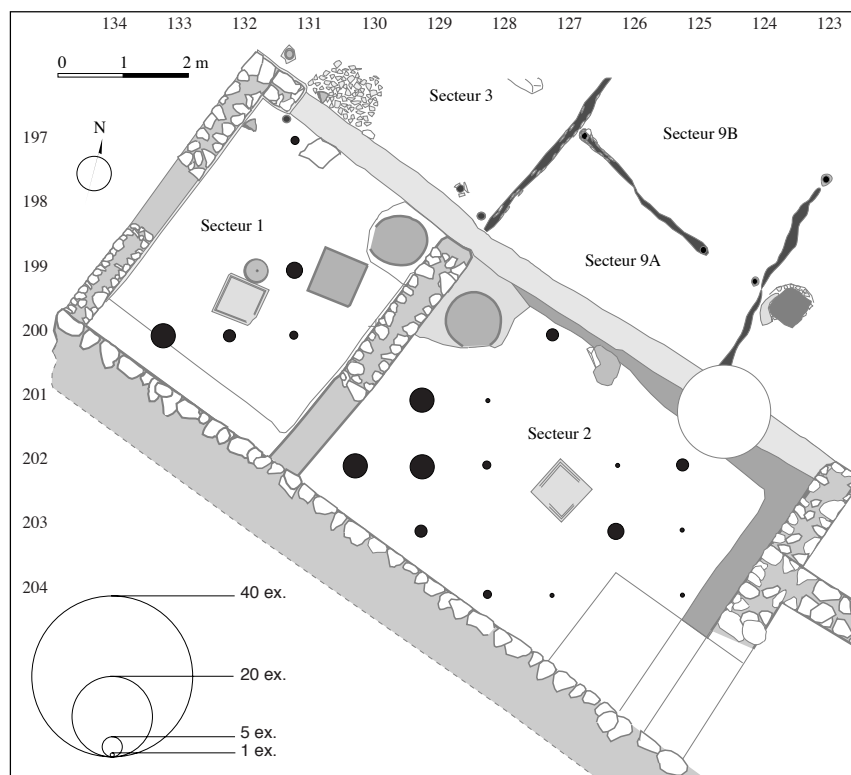 134 133 132 131 130 129 128 127 126 125 124 123
0 1 2 m
Secteur 3
N
197
Secteur 9B
198
Secteur 1
199
Secteur 9A
200
201
Secteur 2
202
203
204
40 ex.
20 ex.
5 ex.
1 ex.